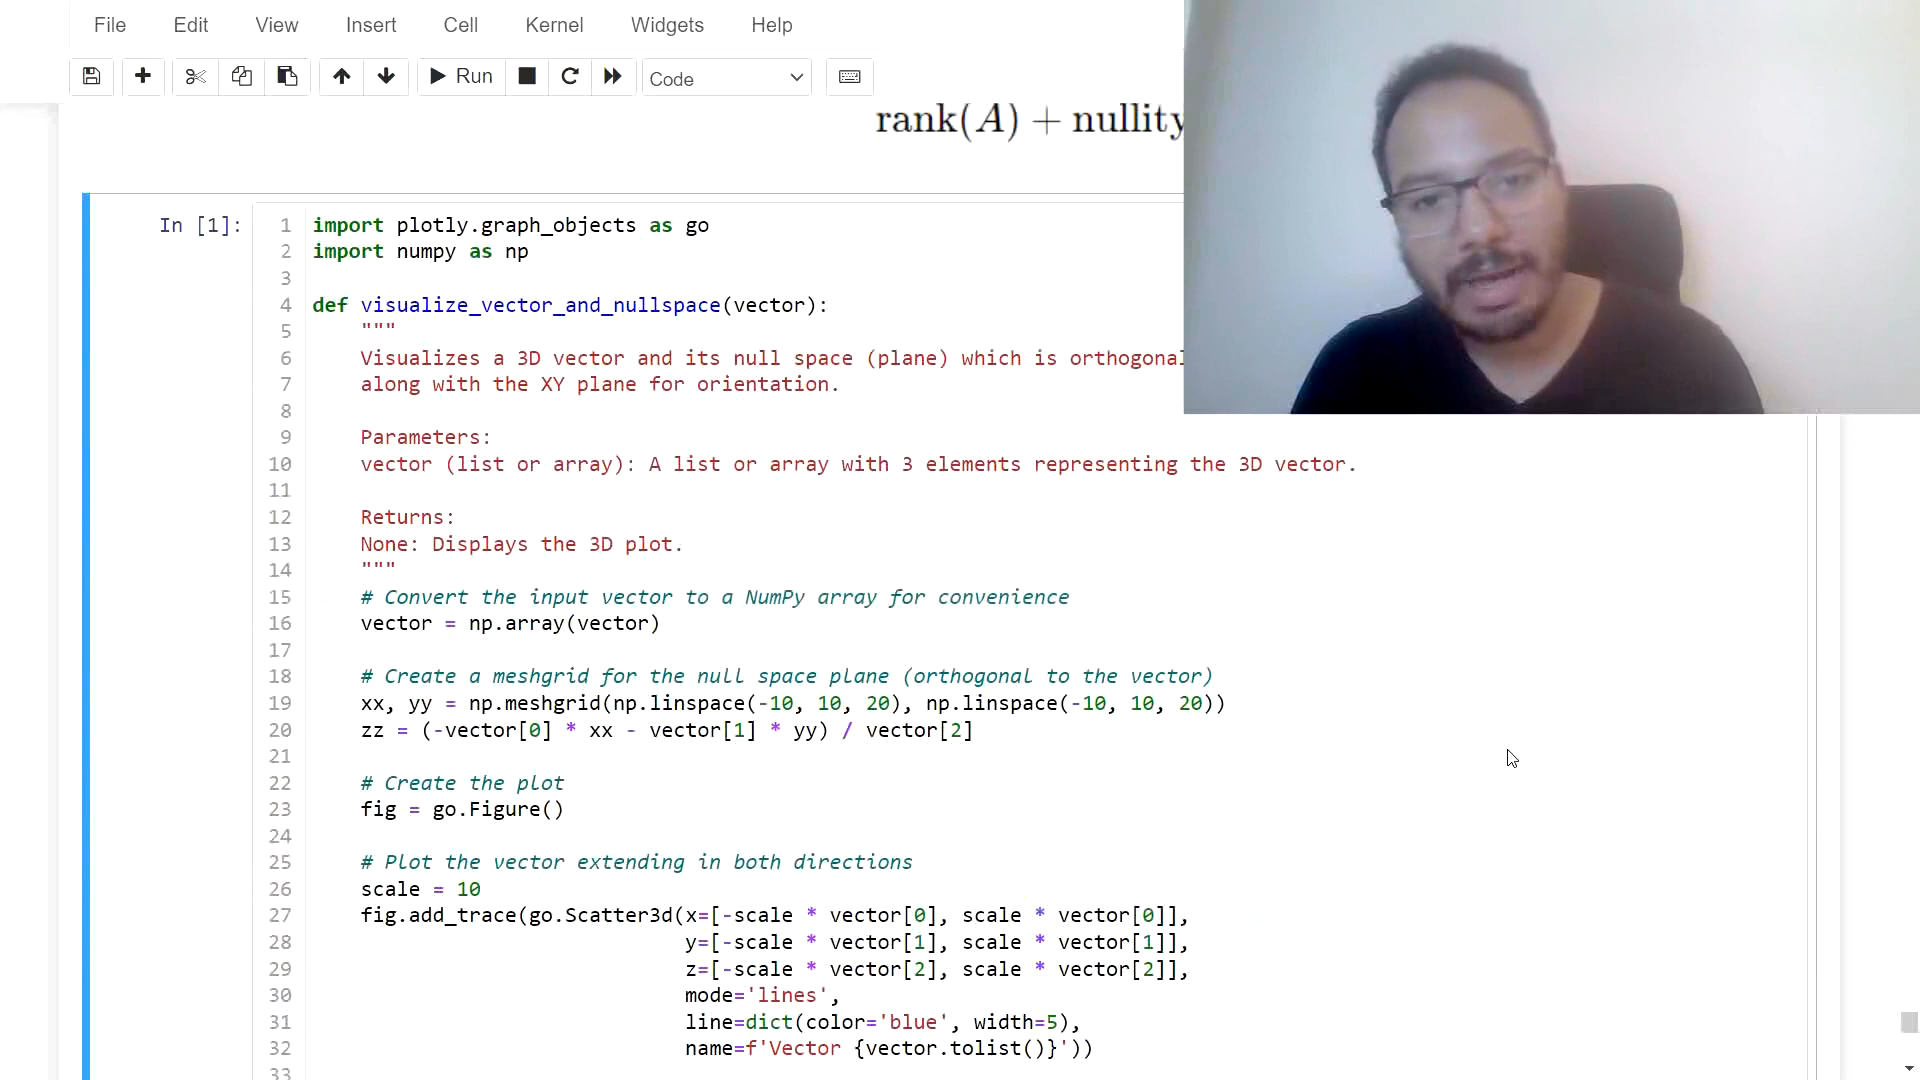 File Edit View Insert Cell Kernel Widgets Help
Run Code
rank(A) + nullity
In [1]:
1 import plotly.graph_objects as go
2 import numpy as np
3
4 def visualize_vector_and_nullspace(vector):
5 """
6 Visualizes a 3D vector and its null space (plane) which is orthogonal
7 along with the XY plane for orientation.
8
9 Parameters:
10 vector (list or array): A list or array with 3 elements representing the 3D vector.
11
12 Returns:
13 None: Displays the 3D plot.
14 """
15 # Convert the input vector to a NumPy array for convenience
16 vector = np.array(vector)
17
18 # Create a meshgrid for the null space plane (orthogonal to the vector)
19 xx, yy = np.meshgrid(np.linspace(-10, 10, 20), np.linspace(-10, 10, 20))
20 zz = (-vector[0] * xx - vector[1] * yy) / vector[2]
21
22 # Create the plot
23 fig = go.Figure()
24
25 # Plot the vector extending in both directions
26 scale = 10
27 fig.add_trace(go.Scatter3d(x=[-scale * vector[0], scale * vector[0]],
28 y=[-scale * vector[1], scale * vector[1]],
29 z=[-scale * vector[2], scale * vector[2]],
30 mode='lines',
31 line=dict(color='blue', width=5),
32 name=f'Vector {vector.tolist()}'))
33